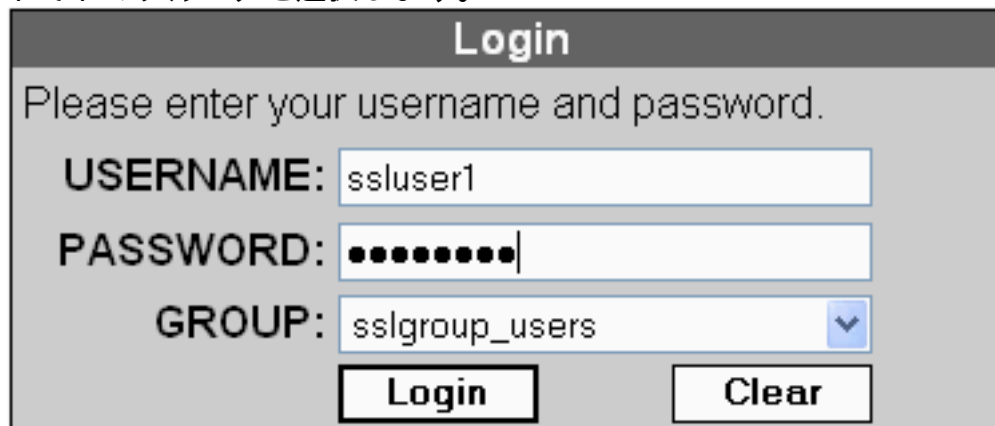 Login
Please enter your username and password.
USERNAME: ssluser1
PASSWORD: ●●●●●●●●
GROUP: sslgroup_users
Login Clear